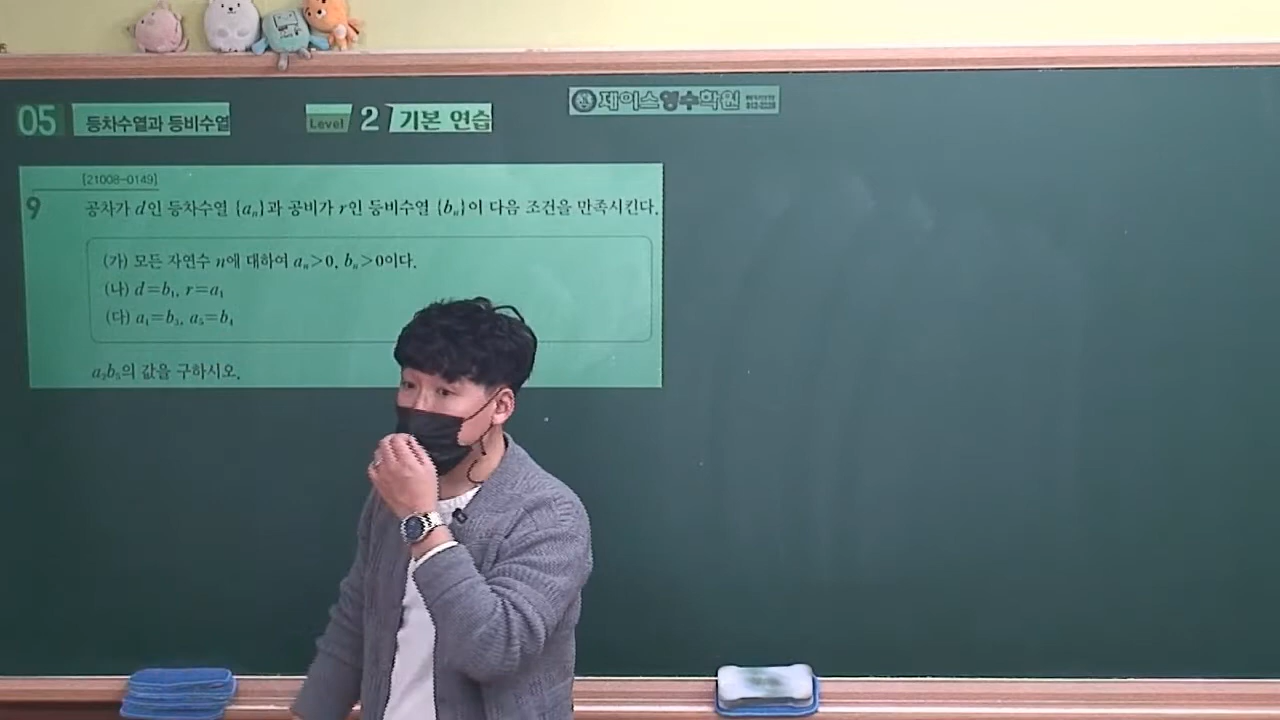 05 등차수열과 등비수열 Level 2 기본 연습 제이스영수학원
[21008-0149]
9 공차가 d인 등차수열 {aₙ}과 공비가 r인 등비수열 {bₙ}이 다음 조건을 만족시킨다.
(가) 모든 자연수 n에 대하여 aₙ>0, bₙ>0이다.
(나) d=b₁, r=a₁
(다) a₁=b₃, a₅=b₄
의 값을 구하시오.